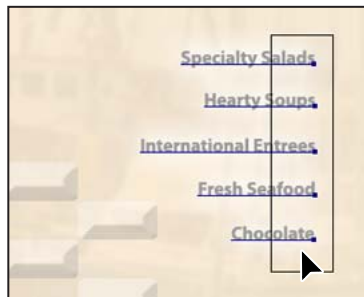 Specialty Salads
Hearty Soups
International Entrees
Fresh Seafood
Chocolate